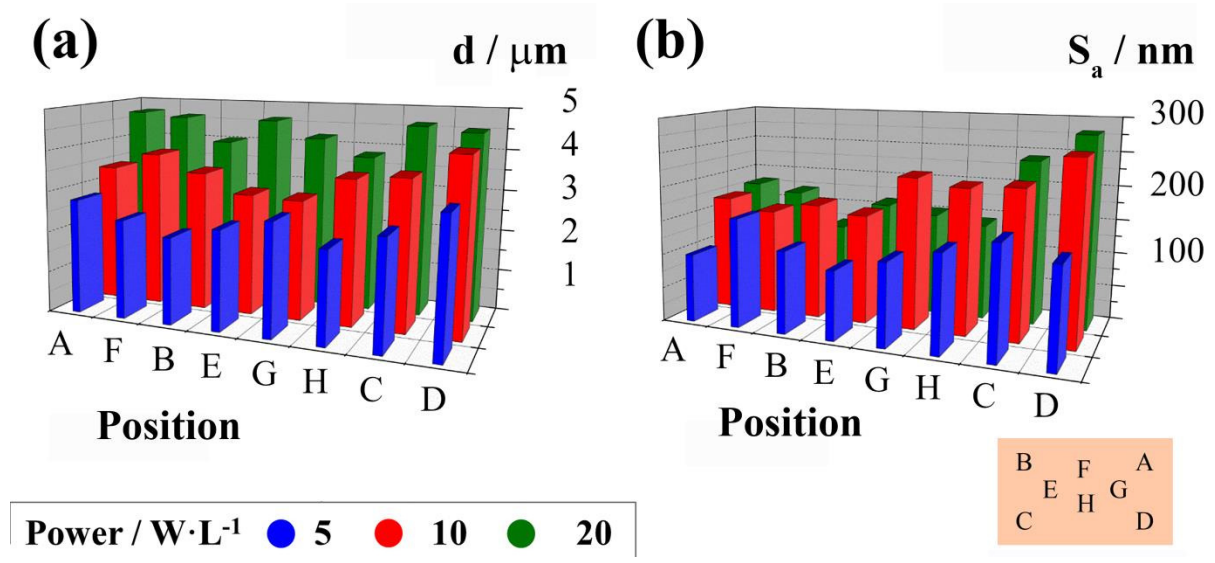 (a)
d / μm
5
4
3
2
1
A F B E G H C D
Position
(b)
Sₐ / nm
300
200
100
A F B E G H C D
Position
B F A
E H G
C D
Power / W·L⁻¹ 5 10 20